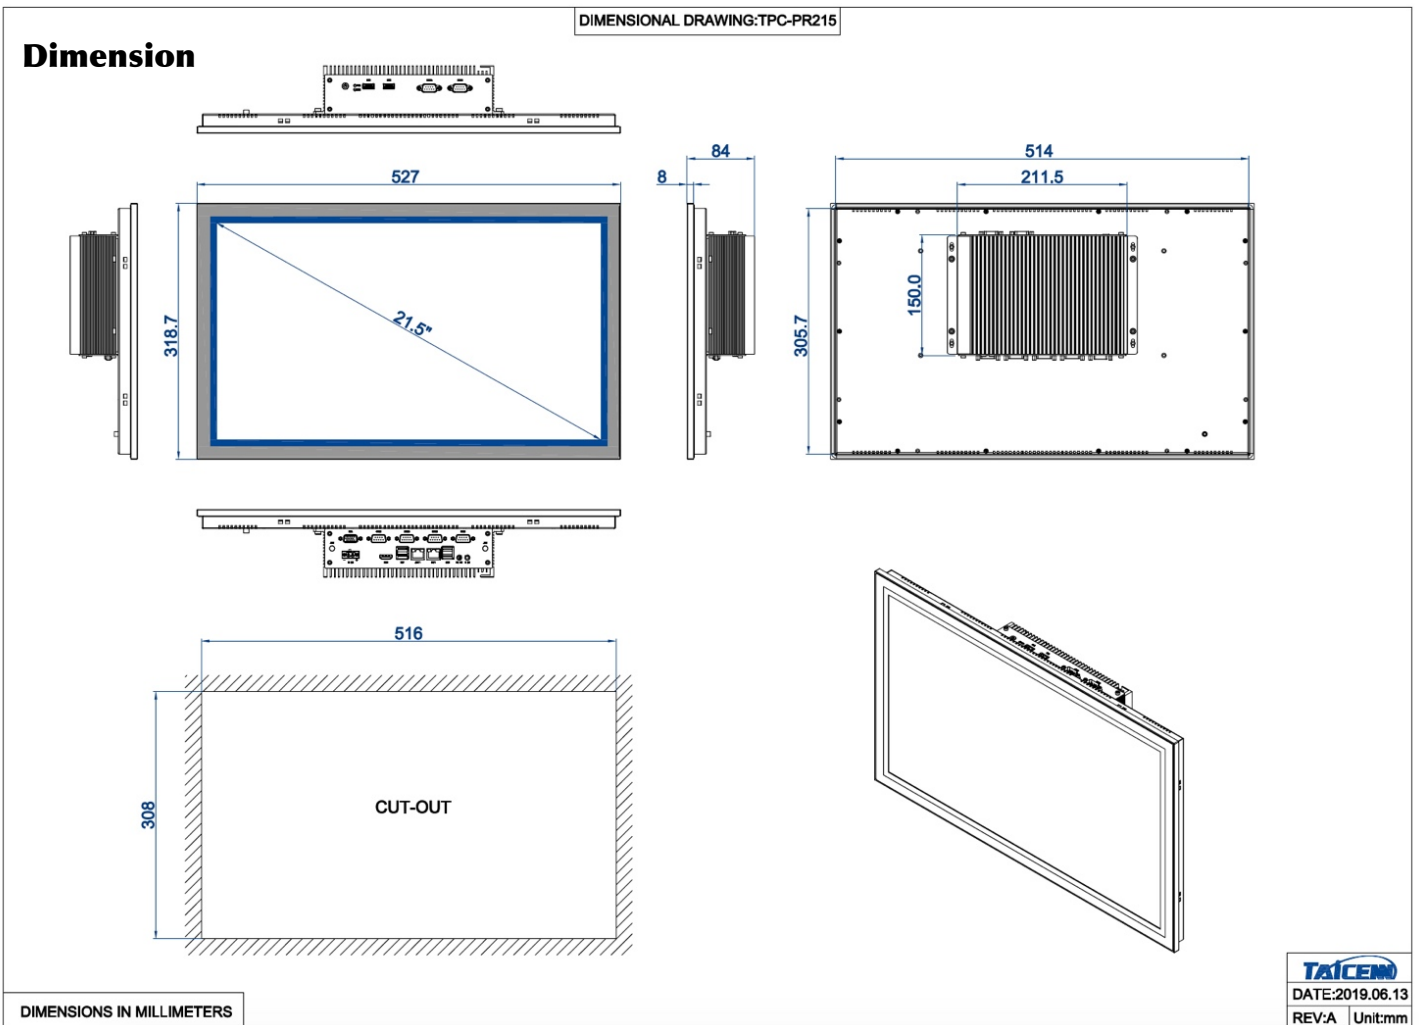 DIMENSIONAL DRAWING:TPC-PR215
Dimension
527
84
8
514
211.5
318.7
21.5"
305.7
150.0
516
308
CUT-OUT
TAICENN
DATE:2019.06.13
REV:A Unit:mm
DIMENSIONS IN MILLIMETERS